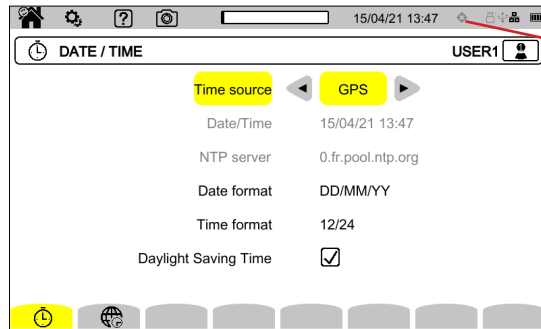 15/04/21 13:47
DATE / TIME USER1
Time source GPS
Date/Time 15/04/21 13:47
NTP server 0.fr.pool.ntp.org
Date format DD/MM/YY
Time format 12/24
Daylight Saving Time